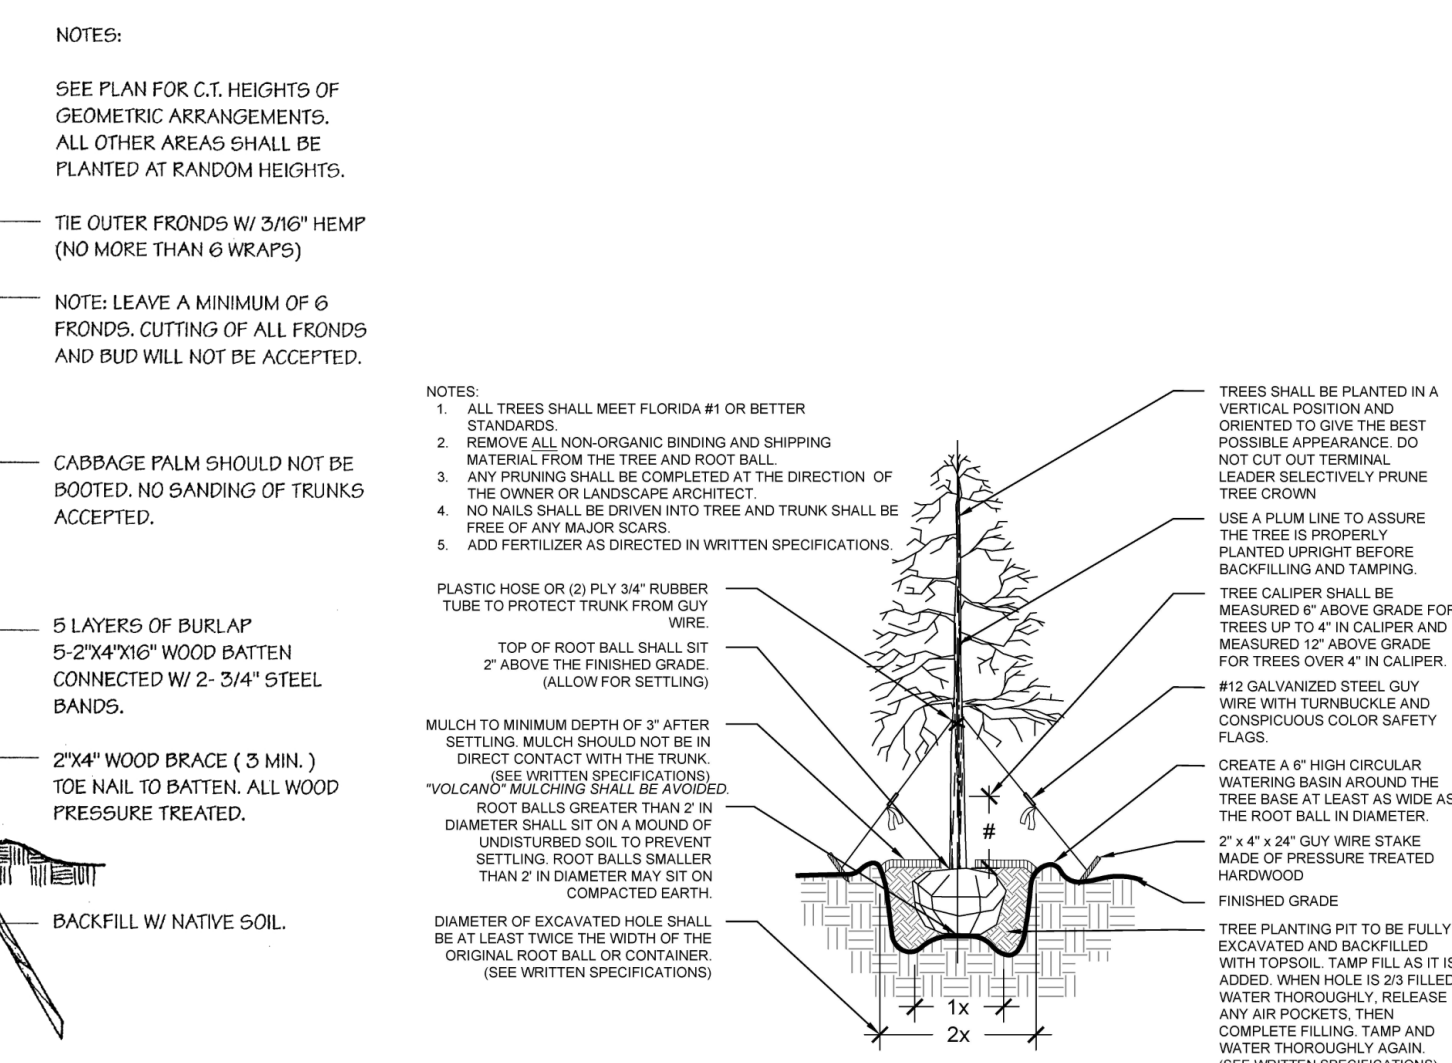 NOTES:
SEE PLAN FOR C.T. HEIGHTS OF
GEOMETRIC ARRANGEMENTS.
ALL OTHER AREAS SHALL BE
PLANTED AT RANDOM HEIGHTS.
TIE OUTER FRONDS W/ 3/16" HEMP
(NO MORE THAN 6 WRAPS)
NOTE: LEAVE A MINIMUM OF 6
FRONDS. CUTTING OF ALL FRONDS
AND BUD WILL NOT BE ACCEPTED.
CABBAGE PALM SHOULD NOT BE
BOOTED. NO SANDING OF TRUNKS
ACCEPTED.
5 LAYERS OF BURLAP
5-2"X4"X16" WOOD BATTEN
CONNECTED W/ 2- 3/4" STEEL
BANDS.
2"X4" WOOD BRACE ( 3 MIN. )
TOE NAIL TO BATTEN. ALL WOOD
PRESSURE TREATED.
BACKFILL W/ NATIVE SOIL.
NOTES:
1. ALL TREES SHALL MEET FLORIDA #1 OR BETTER
STANDARDS.
2. REMOVE ALL NON-ORGANIC BINDING AND SHIPPING
MATERIAL FROM THE TREE AND ROOT BALL.
3. ANY PRUNING SHALL BE COMPLETED AT THE DIRECTION OF
THE OWNER OR LANDSCAPE ARCHITECT.
4. NO NAILS SHALL BE DRIVEN INTO TREE AND TRUNK SHALL BE
FREE OF ANY MAJOR SCARS.
5. ADD FERTILIZER AS DIRECTED IN WRITTEN SPECIFICATIONS.
PLASTIC HOSE OR (2) PLY 3/4" RUBBER
TUBE TO PROTECT TRUNK FROM GUY
WIRE.
TOP OF ROOT BALL SHALL SIT
2" ABOVE THE FINISHED GRADE.
(ALLOW FOR SETTLING)
MULCH TO MINIMUM DEPTH OF 3" AFTER
SETTLING. MULCH SHOULD NOT BE IN
DIRECT CONTACT WITH THE TRUNK.
(SEE WRITTEN SPECIFICATIONS)
"VOLCANO" MULCHING SHALL BE AVOIDED.
ROOT BALLS GREATER THAN 2' IN
DIAMETER SHALL SIT ON A MOUND OF
UNDISTURBED SOIL TO PREVENT
SETTLING. ROOT BALLS SMALLER
THAN 2' IN DIAMETER MAY SIT ON
COMPACTED EARTH.
DIAMETER OF EXCAVATED HOLE SHALL
BE AT LEAST TWICE THE WIDTH OF THE
ORIGINAL ROOT BALL OR CONTAINER.
(SEE WRITTEN SPECIFICATIONS)
#
1x
2x
TREES SHALL BE PLANTED IN A
VERTICAL POSITION AND
ORIENTED TO GIVE THE BEST
POSSIBLE APPEARANCE. DO
NOT CUT OUT TERMINAL
LEADER SELECTIVELY PRUNE
TREE CROWN
USE A PLUM LINE TO ASSURE
THE TREE IS PROPERLY
PLANTED UPRIGHT BEFORE
BACKFILLING AND TAMPING.
TREE CALIPER SHALL BE
MEASURED 6" ABOVE GRADE FOR
TREES UP TO 4" IN CALIPER AND
MEASURED 12" ABOVE GRADE
FOR TREES OVER 4" IN CALIPER.
#12 GALVANIZED STEEL GUY
WIRE WITH TURNBUCKLE AND
CONSPICUOUS COLOR SAFETY
FLAGS.
CREATE A 6" HIGH CIRCULAR
WATERING BASIN AROUND THE
TREE BASE AT LEAST AS WIDE AS
THE ROOT BALL IN DIAMETER.
2" x 4" x 24" GUY WIRE STAKE
MADE OF PRESSURE TREATED
HARDWOOD
FINISHED GRADE
TREE PLANTING PIT TO BE FULLY
EXCAVATED AND BACKFILLED
WITH TOPSOIL. TAMP FILL AS IT IS
ADDED. WHEN HOLE IS 2/3 FILLED
WATER THOROUGHLY, RELEASE
ANY AIR POCKETS, THEN
COMPLETE FILLING. TAMP AND
WATER THOROUGHLY AGAIN.
(SEE WRITTEN SPECIFICATIONS)